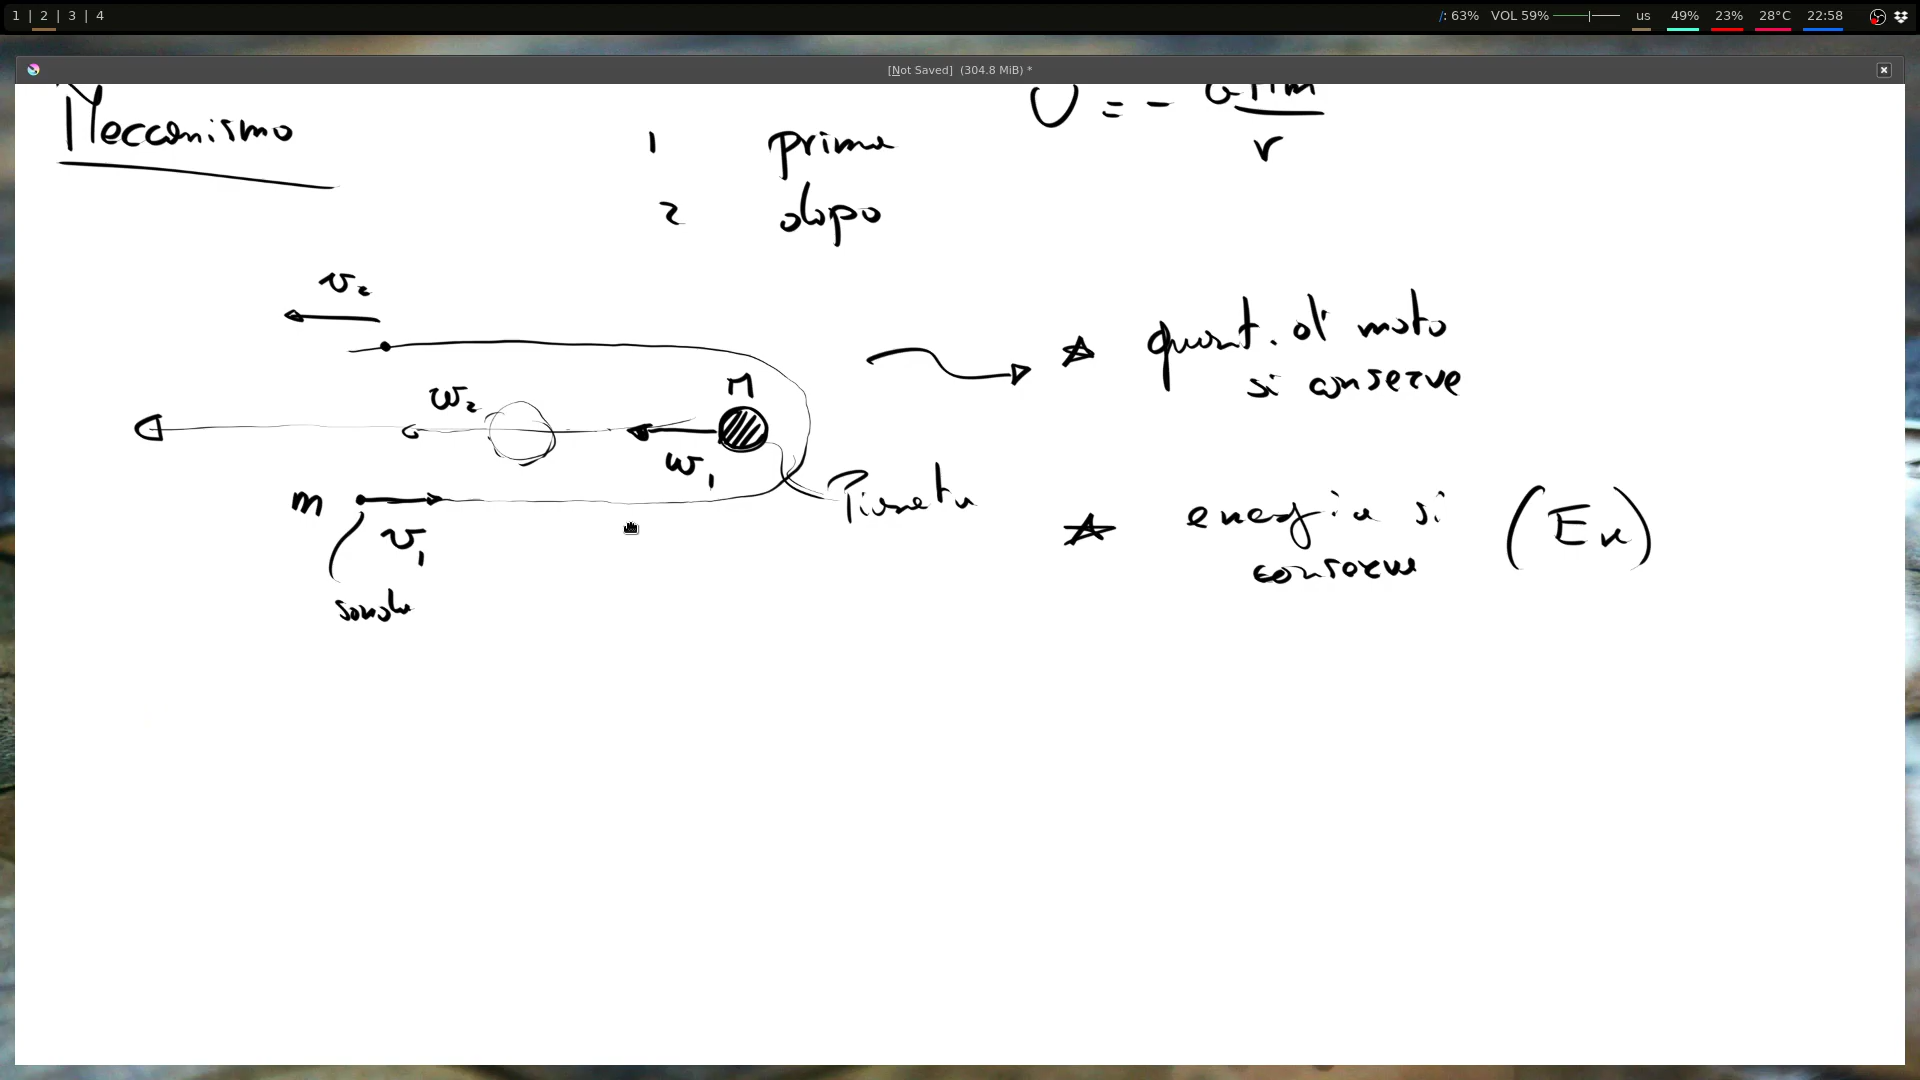 1 | 2 | 3 | 4
/: 63% VOL 59% us 49% 23% 28°C 22:58
[Not Saved] (304.8 MiB) *
Meccanismo
1 prima
2 dopo
U = - GMm
r
v₂
quant. di moto
si conserva
M
w₂
w₁
Pianeta
m
v₁
energia si (Eₖ)
conserva
sonda